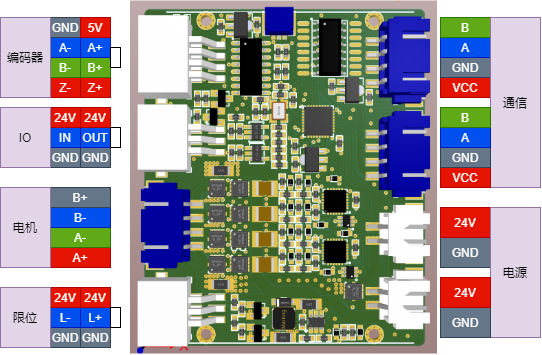 编码器
GND 5V
A- A+
B- B+
Z- Z+
IO
24V 24V
IN OUT
GND GND
电机
B+
B-
A-
A+
限位
24V 24V
L- L+
GND GND
通信
B
A
GND
VCC
B
A
GND
VCC
电源
24V
GND
24V
GND